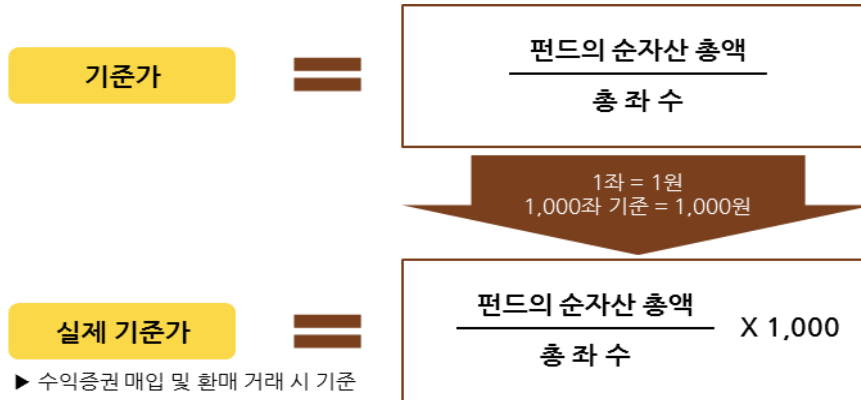 기준가
펀드의 순자산 총액
총 좌 수
1좌 = 1원
1,000좌 기준 = 1,000원
실제 기준가
펀드의 순자산 총액
총 좌 수
X 1,000
▶ 수익증권 매입 및 환매 거래 시 기준